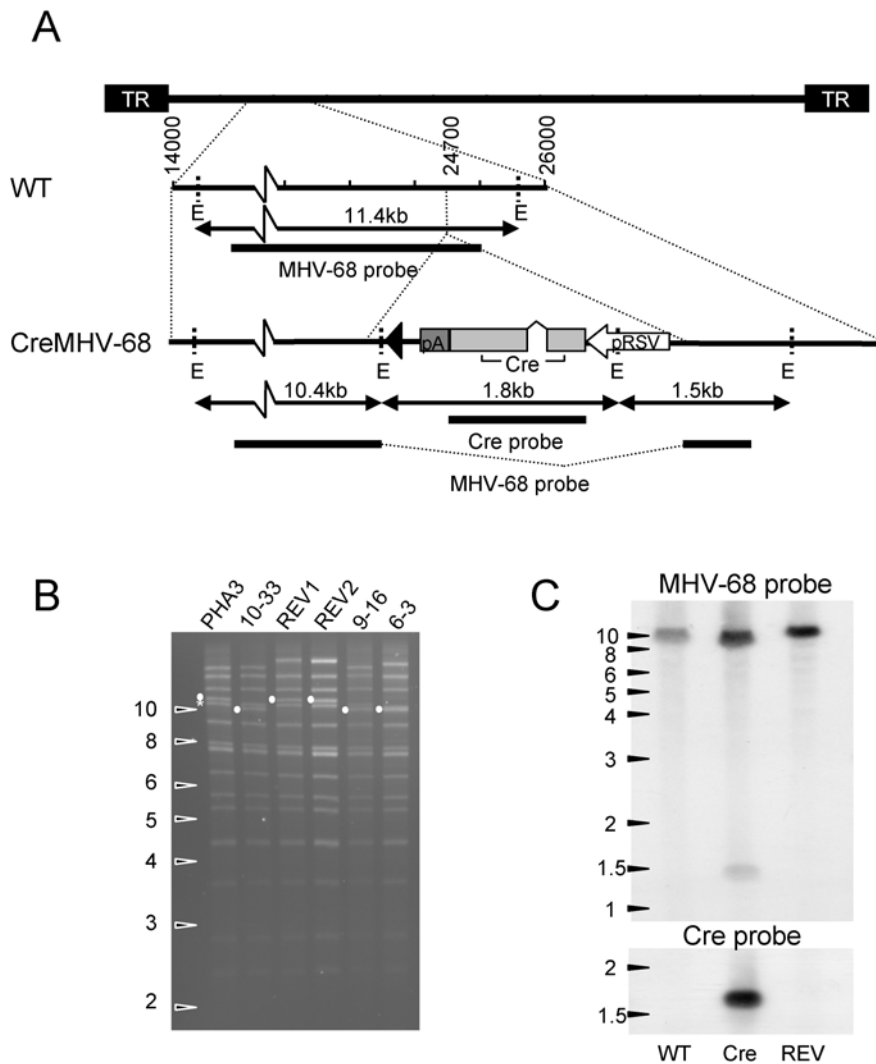 A
TR TR
14000 24700 26000
WT
E E
11.4kb
MHV-68 probe
CreMHV-68
pA Cre pRSV
E E E E
10.4kb 1.8kb 1.5kb
Cre probe
MHV-68 probe
B
PHA3 10-33 REV1 REV2 9-16 6-3
*
10
8
6
5
4
3
2
C
MHV-68 probe
10
8
6
5
4
3
2
1.5
1
Cre probe
2
1.5
WT Cre REV